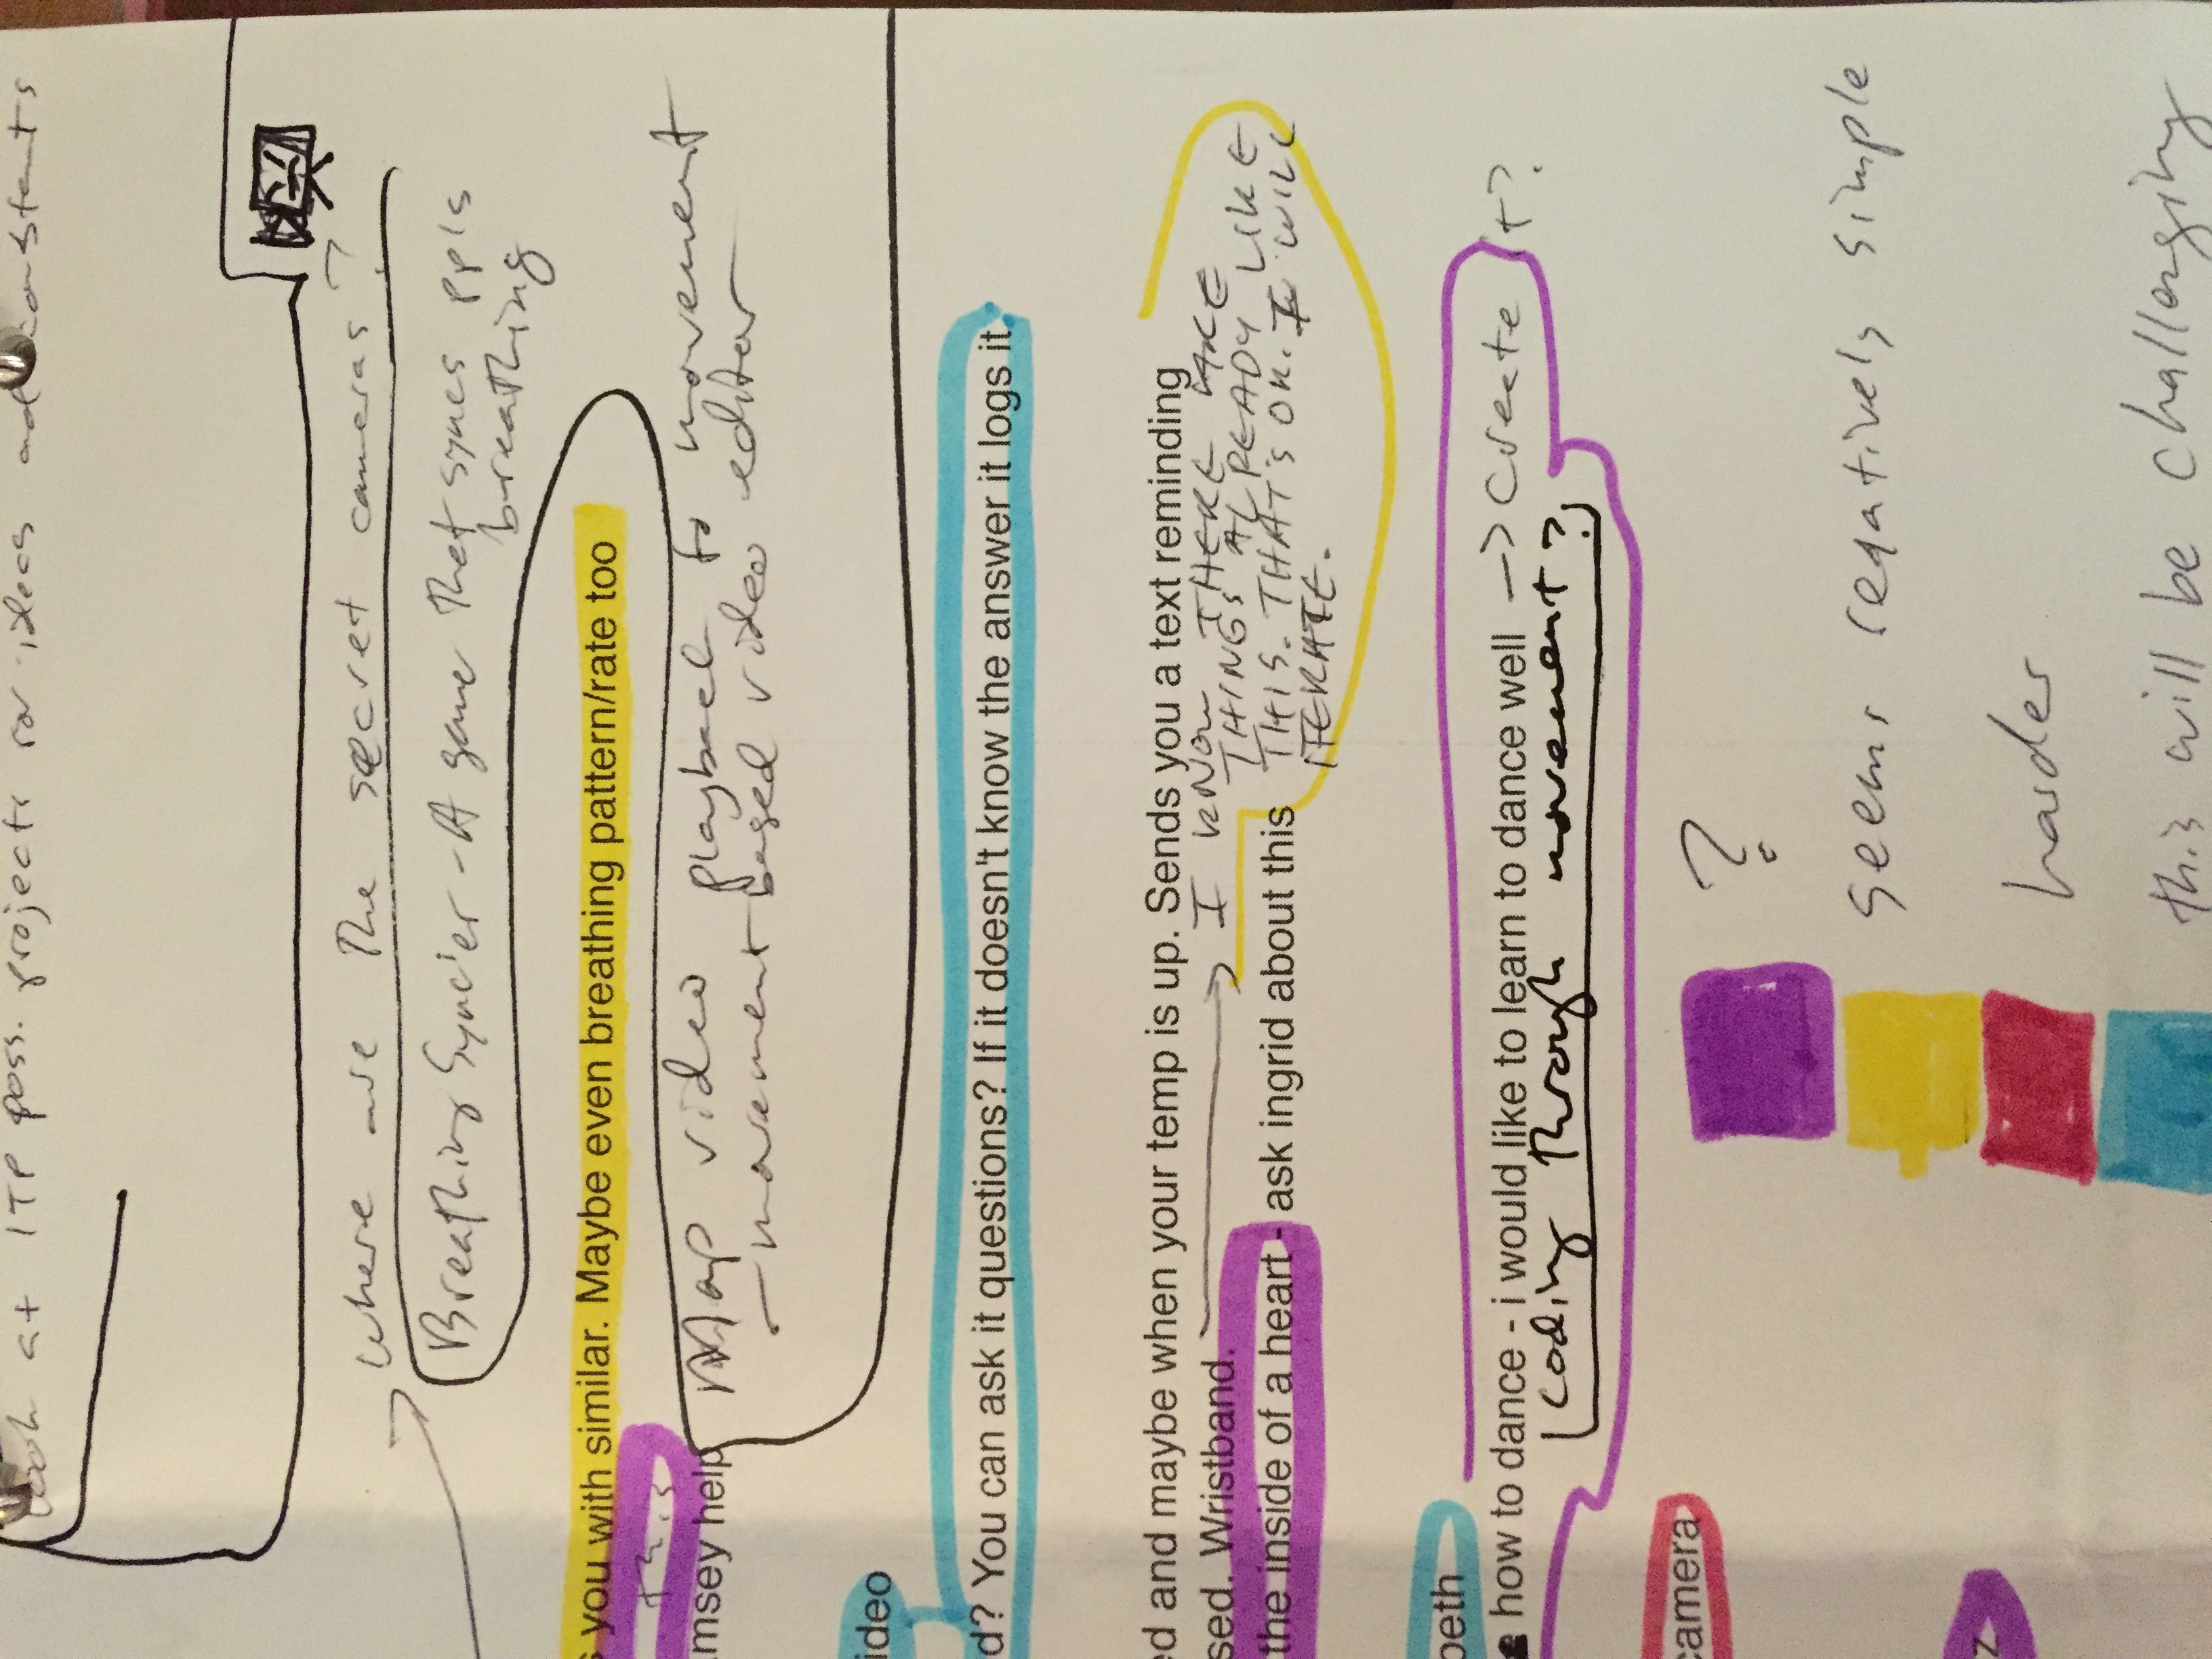 look at ITP poss. projects for ideas and constants
where are The secret cameras?
Breathing Sync'er - A game that syncs ppls
breathing
you with similar. Maybe even breathing pattern/rate too
this
msey help
Map video playback to movement
- movement-based video editor
ideo
d? You can ask it questions? If it doesn't know the answer it logs it.
ed and maybe when your temp is up. Sends you a text reminding
sed. Wristband.
I KNOW THERE ARE
THINGS ALREADY LIKE
THIS. THAT'S OK. I WILL
ITERATE.
the inside of a heart - ask ingrid about this
beth
how to dance - i would like to learn to dance well -> create it?
coding through movement?
camera
z
?
seems relatively simple
harder
this will be challenging